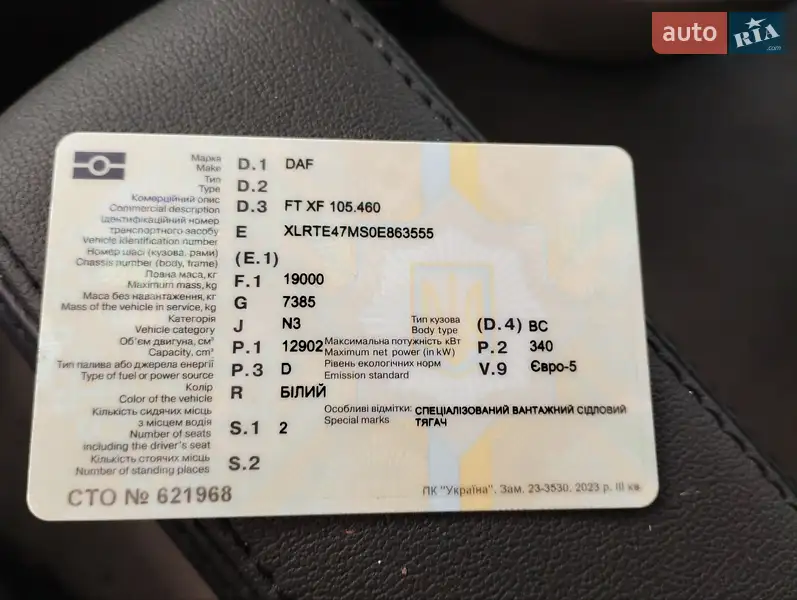 auto RIA .com
Марка
Make D.1 DAF
Тип
Type D.2
Комерційний опис
Commercial description D.3 FT XF 105.460
Ідентифікаційний номер
транспортного засобу E XLRTE47MS0E863555
Vehicle identification number
Номер шасі (кузова, рами)
Chassis number (body, frame) (E.1)
Повна маса, кг
Maximum mass, kg F.1 19000
Маса без навантаження, кг
Mass of the vehicle in service, kg G 7385
Категорія Тип кузова
Vehicle category J N3 Body type (D.4) BC
Об'єм двигуна, см³ Максимальна потужність кВт
Capacity, cm³ P.1 12902 Maximum net power (in kW) P.2 340
Тип палива або джерела енергії Рівень екологічних норм
Type of fuel or power source P.3 D Emission standard V.9 Євро-5
Колір
Color of the vehicle R БІЛИЙ
Кількість сидячих місць Особливі відмітки: СПЕЦІАЛІЗОВАНИЙ ВАНТАЖНИЙ СІДЛОВИЙ
з місцем водія Special marks ТЯГАЧ
Number of seats S.1 2
including the driver's seat
Кількість стоячих місць
Number of standing places S.2
СТО № 621968 ПК "Україна". Зам. 23-3530, 2023 р. III кв.